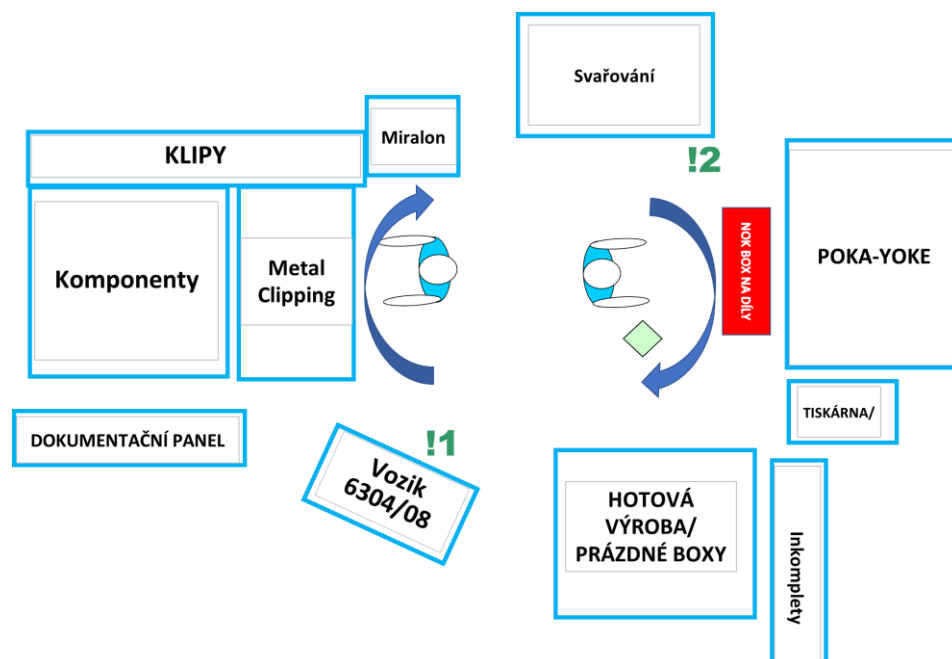 Svařování
Miralon
KLIPY
!2
Komponenty
Metal
Clipping
NOK BOX NA DÍLY
POKA-YOKE
TISKÁRNA/
DOKUMENTAČNÍ PANEL
!1
Vozik
6304/08
HOTOVÁ
VÝROBA/
PRÁZDNÉ BOXY
Inkomplety